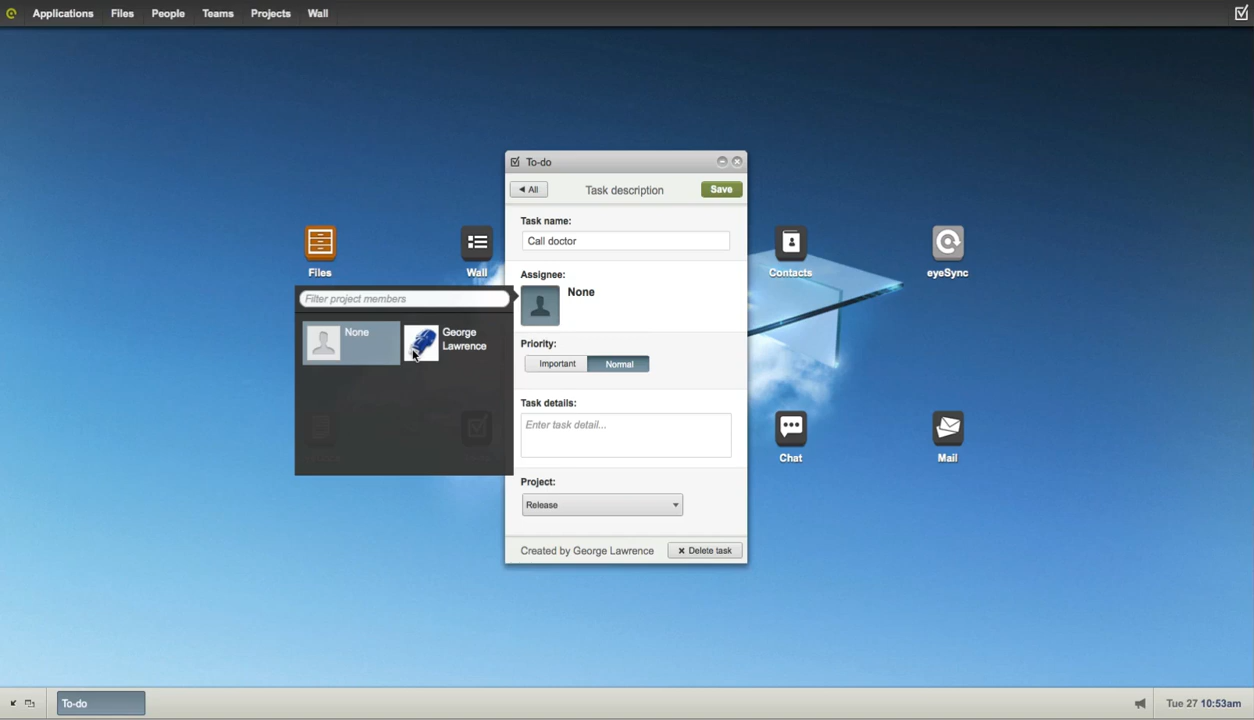 Applications Files People Teams Projects Wall
To-do
All Task description Save
Task name:
Call doctor
Files
Wall
Contacts
eyeSync
Assignee:
None
Filter project members
None
George
Lawrence
Priority:
Important Normal
Task details:
Enter task detail...
Chat
Mail
Project:
Release
Created by George Lawrence Delete task
To-do
Tue 27 10:53am